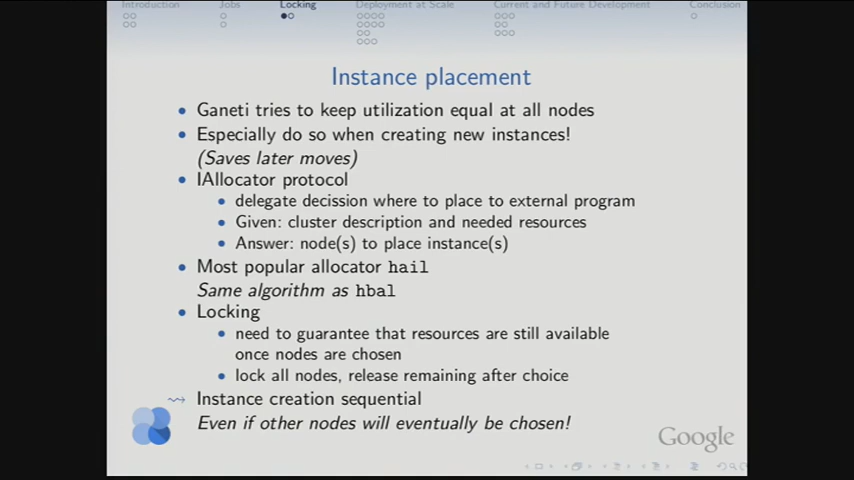 Introduction Jobs Locking Deployment at Scale Current and Future Development Conclusion
Instance placement
Ganeti tries to keep utilization equal at all nodes
Especially do so when creating new instances!
(Saves later moves)
IAllocator protocol
delegate decission where to place to external program
Given: cluster description and needed resources
Answer: node(s) to place instance(s)
Most popular allocator hail
Same algorithm as hbal
Locking
need to guarantee that resources are still available
once nodes are chosen
lock all nodes, release remaining after choice
Instance creation sequential
Even if other nodes will eventually be chosen!
Google